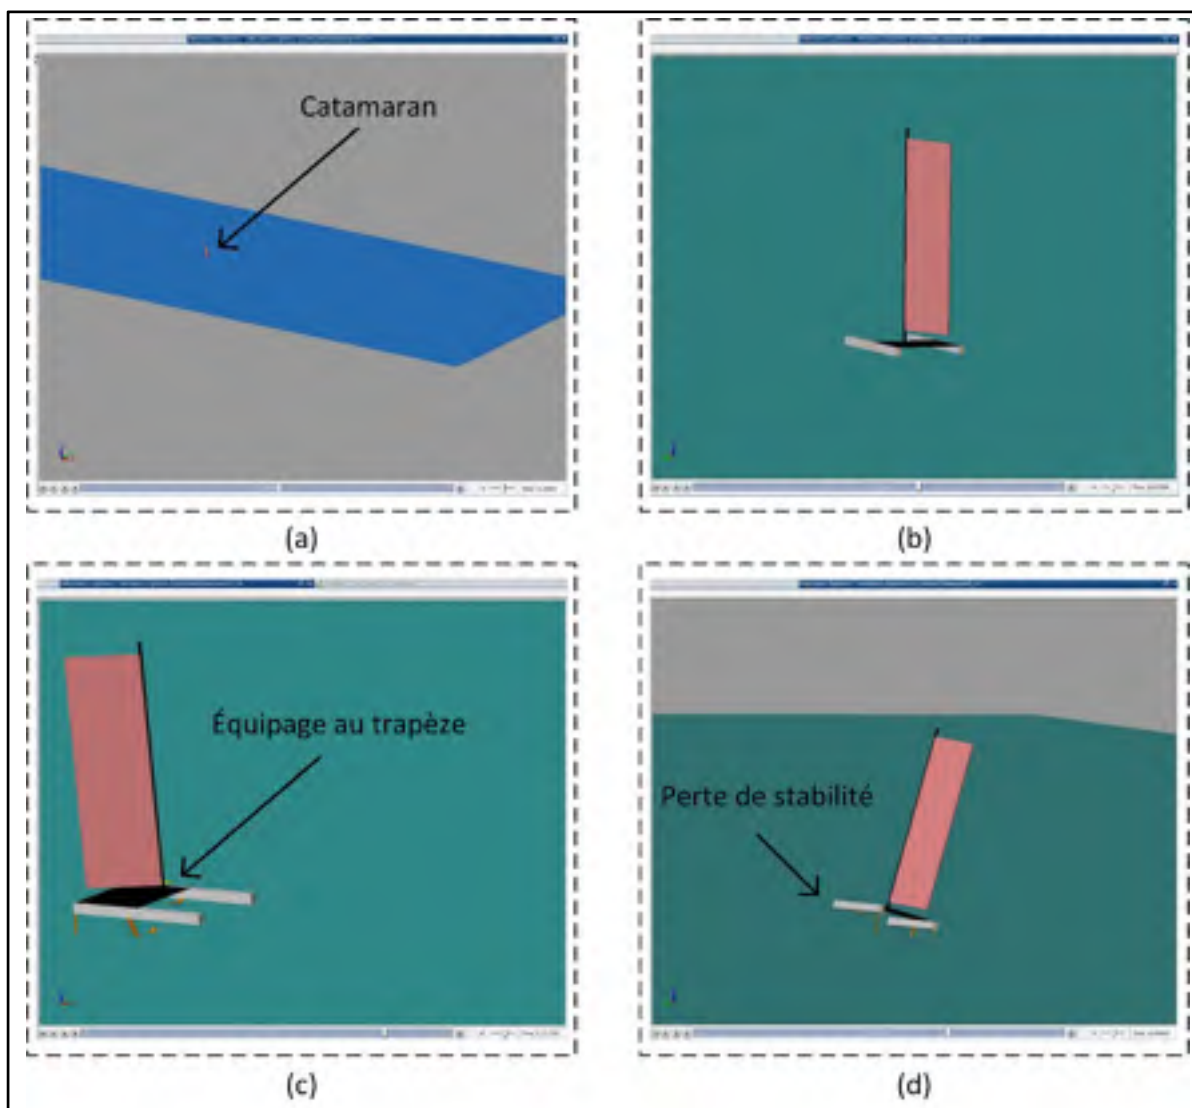 Catamaran
(a)
(b)
Équipage au trapèze
(c)
Perte de stabilité
(d)